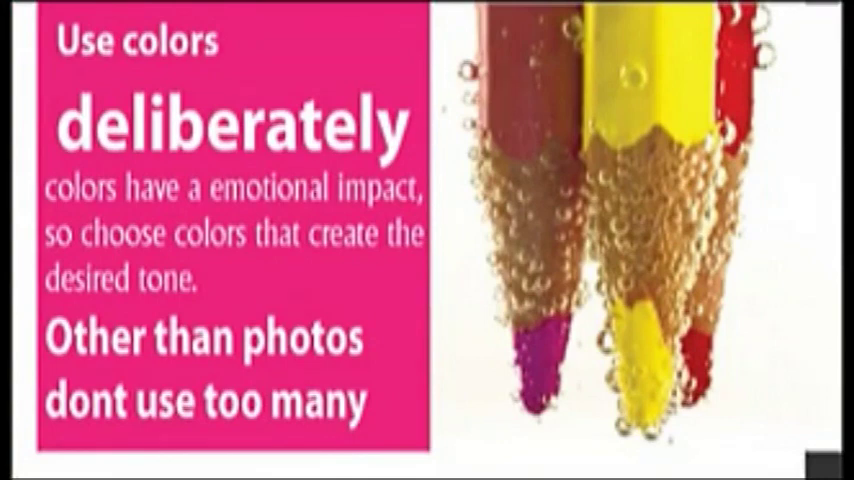 Use colors
deliberately
colors have a emotional impact,
so choose colors that create the
desired tone.
Other than photos
dont use too many